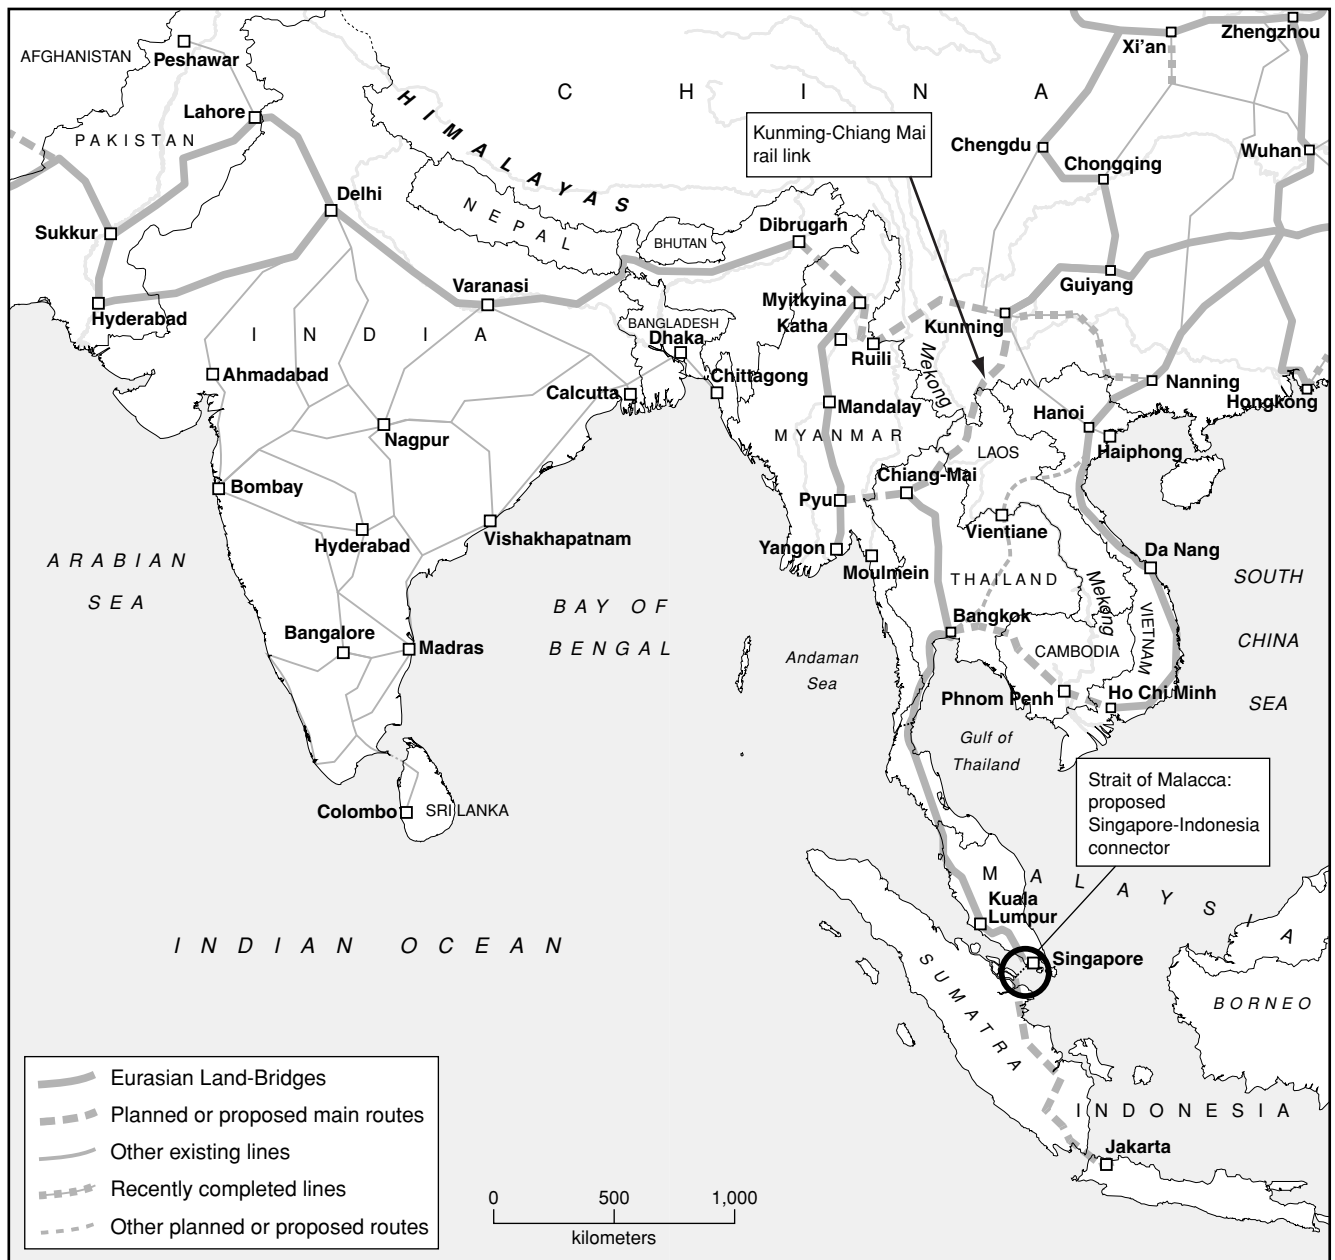 AFGHANISTAN
Peshawar
Xi'an
Zhengzhou
C H I N A
HIMALAYAS
Lahore
PAKISTAN
Kunming-Chiang Mai
rail link
Chengdu
Chongqing
Wuhan
Delhi
NEPAL
Sukkur
Dibrugarh
BHUTAN
Guiyang
Varanasi
Myitkyina
Hyderabad
INDIA
BANGLADESH
Dhaka
Katha
Kunming
Ruili
Mekong
Ahmadabad
Chittagong
Nanning
Calcutta
Hongkong
Mandalay
Hanoi
Nagpur
MYANMAR
Haiphong
LAOS
Chiang-Mai
Bombay
Pyu
Hyderabad
Vishakhapatnam
Vientiane
Yangon
Da Nang
Moulmein
ARABIAN
SEA
THAILAND
Mekong
SOUTH
CHINA
SEA
BAY OF
BENGAL
VIETNAM
Bangkok
Bangalore
Madras
CAMBODIA
Andaman
Sea
Phnom Penh
Ho Chi Minh
Gulf of
Thailand
Strait of Malacca:
proposed
Singapore-Indonesia
connector
Colombo
SRI LANKA
MALAYSIA
Kuala
Lumpur
INDIAN OCEAN
Singapore
SUMATRA
BORNEO
INDONESIA
Jakarta
Eurasian Land-Bridges
Planned or proposed main routes
Other existing lines
Recently completed lines
Other planned or proposed routes
0 500 1,000
kilometers